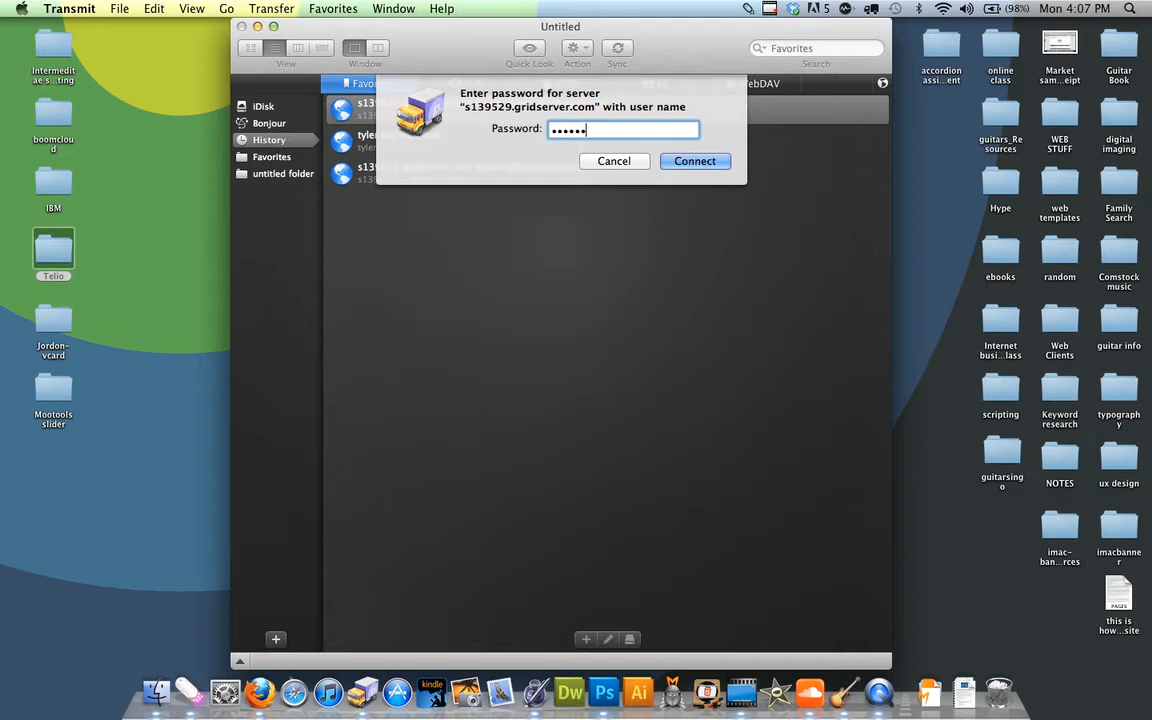 Transmit File Edit View Go Transfer Favorites Window Help
5 (98%) Mon 4:07 PM
Untitled
View Window Quick Look Action Sync Search
Favorites
iDisk
Bonjour
History
Favorites
untitled folder
Enter password for server
"s139529.gridserver.com" with user name
Password: ••••••
Cancel Connect
Intermedit
ae s...ting
boomcloud
IBM
Telio
Jordon-
vcard
Mootools
slider
accordion
assi...ent
online
class
Market
sam...eipt
Guitar
Book
guitars_R
esources
WEB
STUFF
digital
imaging
Hype
web
templates
Family
Search
ebooks
random
Comstock
music
Internet
busi...lass
Web
Clients
guitar info
scripting
Keyword
research
typograph
y
guitarsing
o
NOTES
ux design
imac-
ban...rces
imacbanne
r
this is
how...site
PAGES
kindle
Dw
Ps
Ai